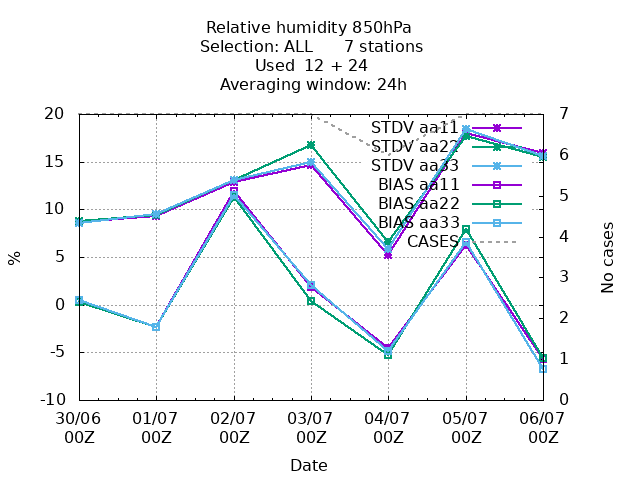 Relative humidity 850hPa
Selection: ALL 7 stations
Used 12 + 24
Averaging window: 24h
20
15
10
5
0
-5
-10
%
7
6
5
4
3
2
1
0
No cases
STDV aa11
STDV aa22
STDV aa33
BIAS aa11
BIAS aa22
BIAS aa33
CASES
30/06 01/07 02/07 03/07 04/07 05/07 06/07
00Z 00Z 00Z 00Z 00Z 00Z 00Z
Date